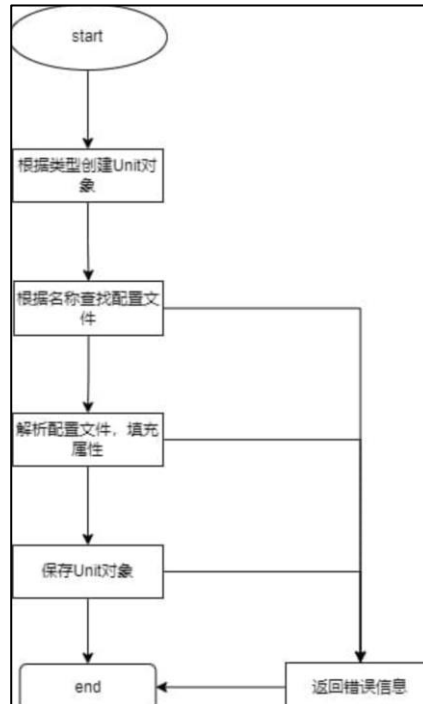 start
根据类型创建Unit对
象
根据名称查找配置文
件
解析配置文件，填充
属性
保存Unit对象
end
返回错误信息